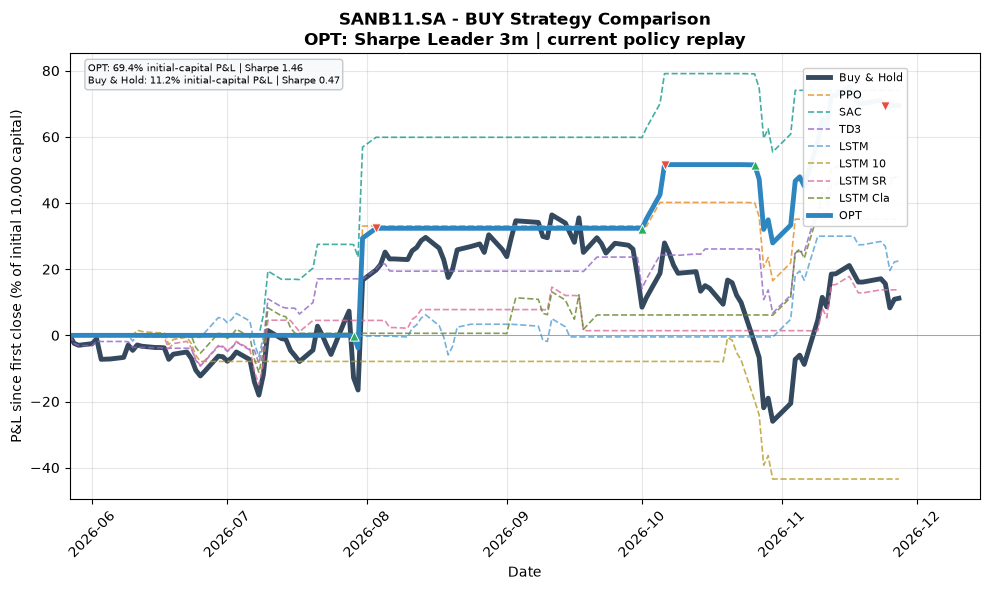 SANB11.SA - BUY Strategy Comparison
OPT: Sharpe Leader 3m | current policy replay
OPT: 69.4% initial-capital P&L | Sharpe 1.46
Buy & Hold: 11.2% initial-capital P&L | Sharpe 0.47
Buy & Hold
PPO
SAC
TD3
LSTM
LSTM 10
LSTM SR
LSTM Cla
OPT
P&L since first close (% of initial 10,000 capital)
80
60
40
20
0
−20
−40
2026-06
2026-07
2026-08
2026-09
2026-10
2026-11
2026-12
Date